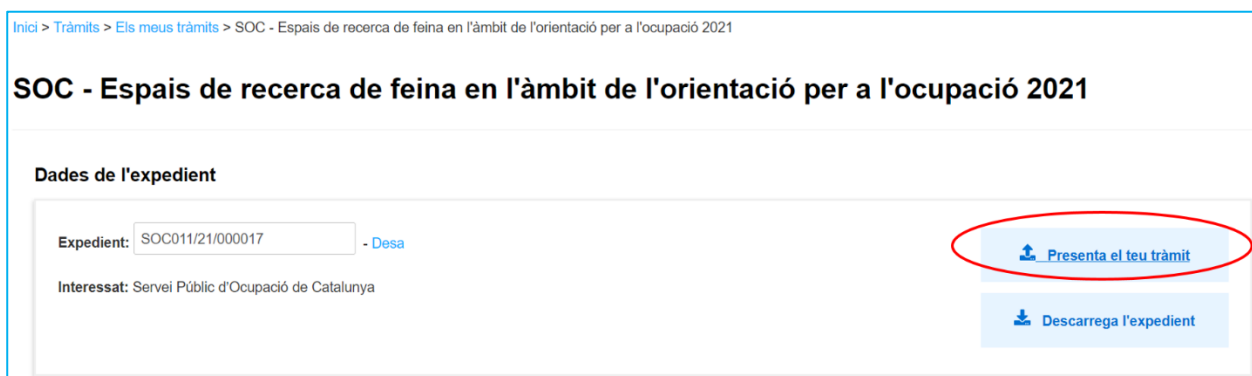 Inici > Tràmits > Els meus tràmits > SOC - Espais de recerca de feina en l'àmbit de l'orientació per a l'ocupació 2021
SOC - Espais de recerca de feina en l'àmbit de l'orientació per a l'ocupació 2021
Dades de l'expedient
Expedient: SOC011/21/000017 - Desa
Presenta el teu tràmit
Interessat: Servei Públic d'Ocupació de Catalunya
Descarrega l'expedient